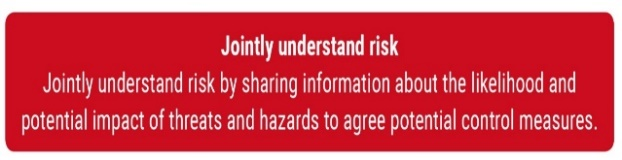 Jointly understand risk
Jointly understand risk by sharing information about the likelihood and
potential impact of threats and hazards to agree potential control measures.